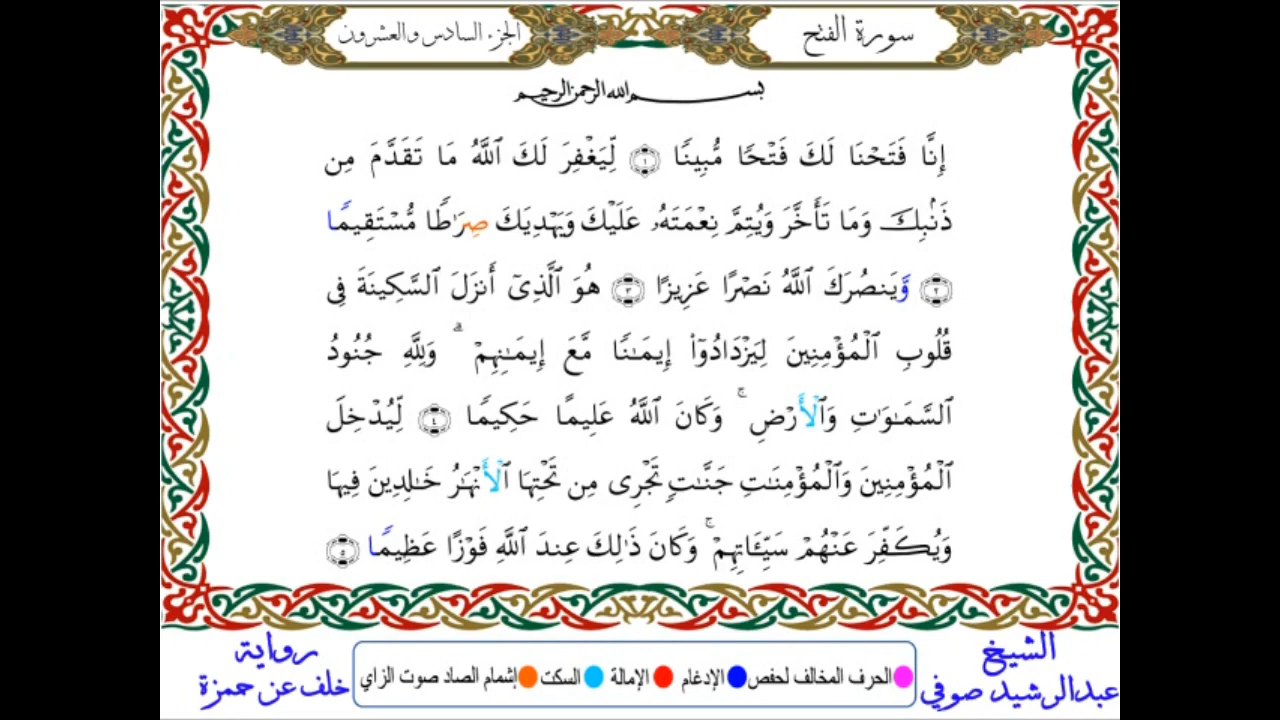 سورة الفتح
الجزء السادس والعشرون
بسم الله الرحمن الرحيم
إِنَّا فَتَحْنَا لَكَ فَتْحًا مُّبِينًا ١ لِّيَغْفِرَ لَكَ ٱللَّهُ مَا تَقَدَّمَ مِن
ذَنۢبِكَ وَمَا تَأَخَّرَ وَيُتِمَّ نِعْمَتَهُۥ عَلَيْكَ وَيَهْدِيَكَ صِرَٰطًا مُّسْتَقِيمًا
٢ وَّيَنصُرَكَ ٱللَّهُ نَصْرًا عَزِيزًا ٣ هُوَ ٱلَّذِىٓ أَنزَلَ ٱلسَّكِينَةَ فِى
قُلُوبِ ٱلْمُؤْمِنِينَ لِيَزْدَادُوٓا۟ إِيمَـٰنًا مَّعَ إِيمَـٰنِهِمْ ۗ وَلِلَّهِ جُنُودُ
ٱلسَّمَـٰوَٰتِ وَٱلْأَرْضِ ۚ وَكَانَ ٱللَّهُ عَلِيمًا حَكِيمًا ٤ لِّيُدْخِلَ
ٱلْمُؤْمِنِينَ وَٱلْمُؤْمِنَـٰتِ جَنَّـٰتٍ تَجْرِى مِن تَحْتِهَا ٱلْأَنْهَـٰرُ خَـٰلِدِينَ فِيهَا
وَيُكَفِّرَ عَنْهُمْ سَيِّـَٔاتِهِمْ ۚ وَكَانَ ذَٰلِكَ عِندَ ٱللَّهِ فَوْزًا عَظِيمًا ٥
الشيخ
عبدالرشيد صوفي
الحرف المخالف لحفص الإدغام الإمالة السكت إشمام الصاد صوت الزاي
رواية
خلف عن حمزة